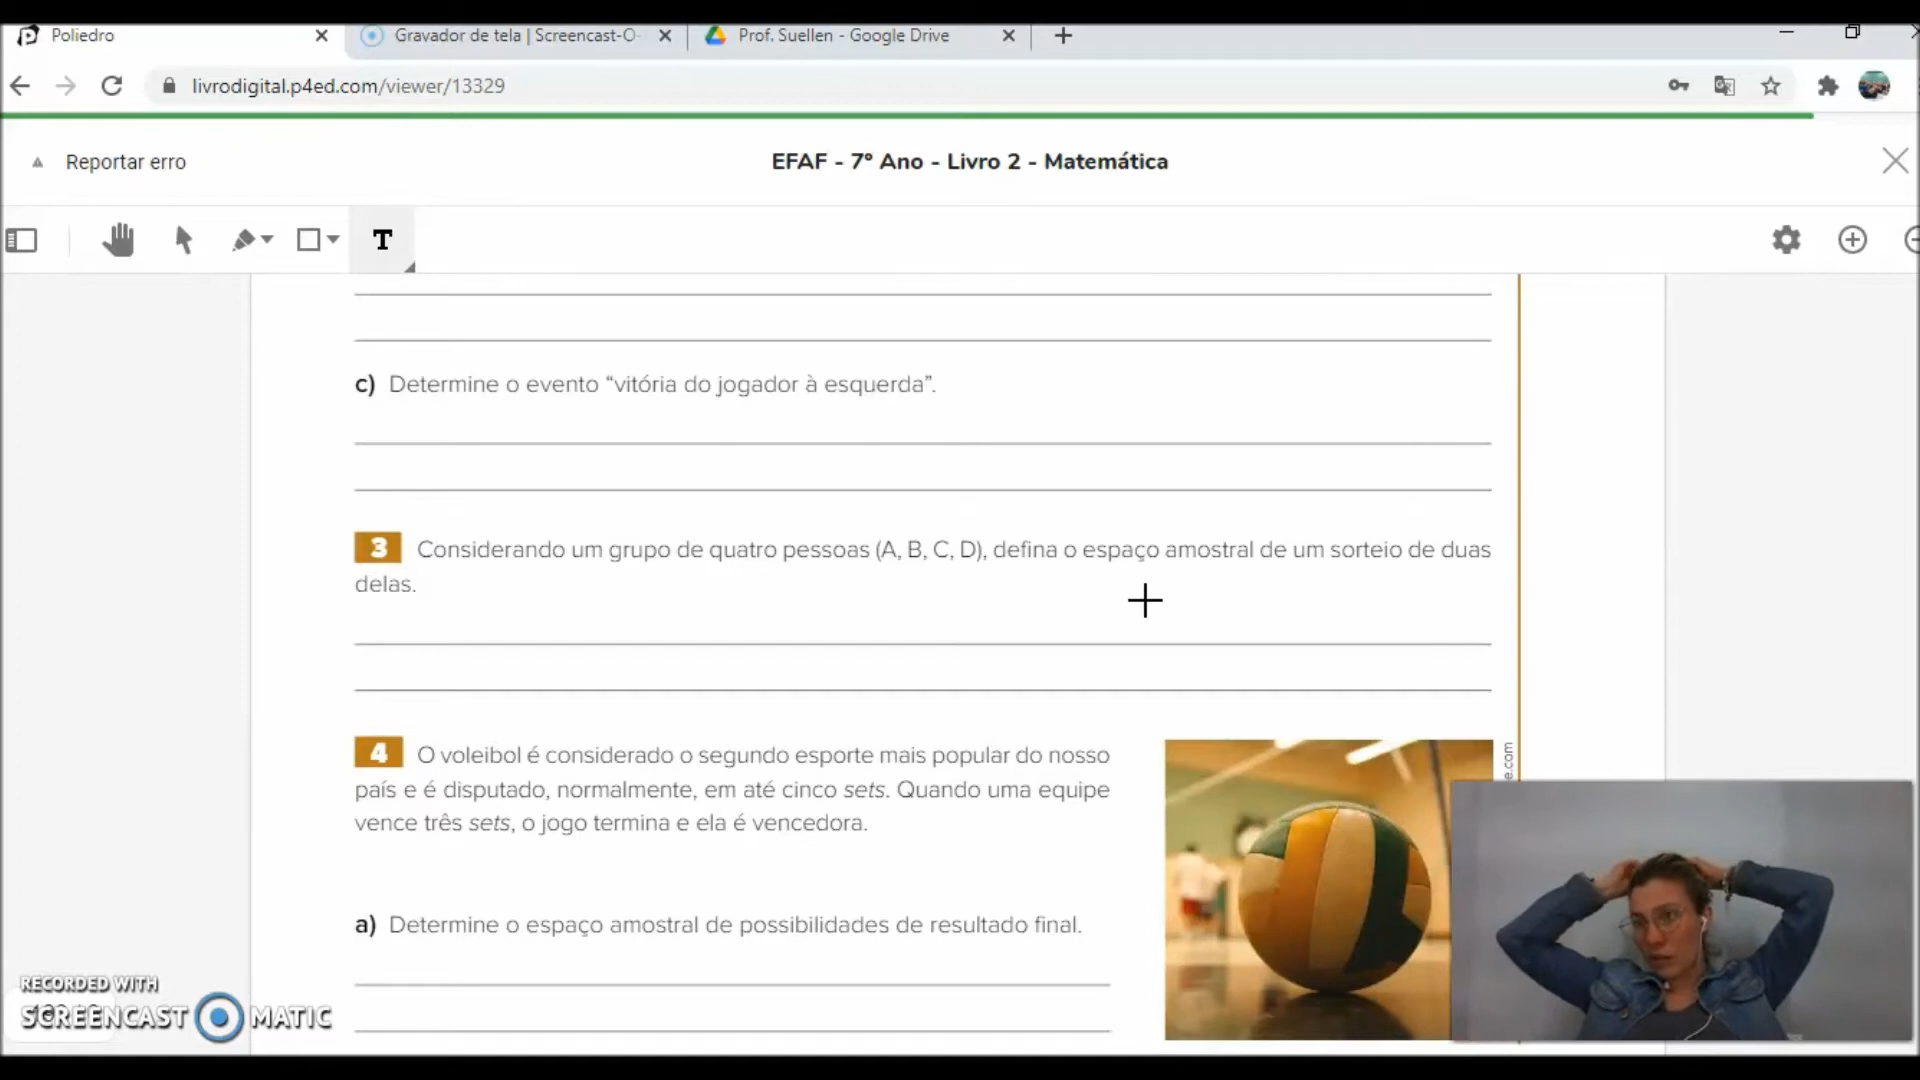 Poliedro
Gravador de tela | Screencast-O-
Prof. Suellen - Google Drive
livrodigital.p4ed.com/viewer/13329
Reportar erro
EFAF - 7º Ano - Livro 2 - Matemática
T
c) Determine o evento “vitória do jogador à esquerda”.
3 Considerando um grupo de quatro pessoas (A, B, C, D), defina o espaço amostral de um sorteio de duas
delas.
4 O voleibol é considerado o segundo esporte mais popular do nosso
país e é disputado, normalmente, em até cinco sets. Quando uma equipe
vence três sets, o jogo termina e ela é vencedora.
e.com
a) Determine o espaço amostral de possibilidades de resultado final.
RECORDED WITH
SCREENCAST MATIC